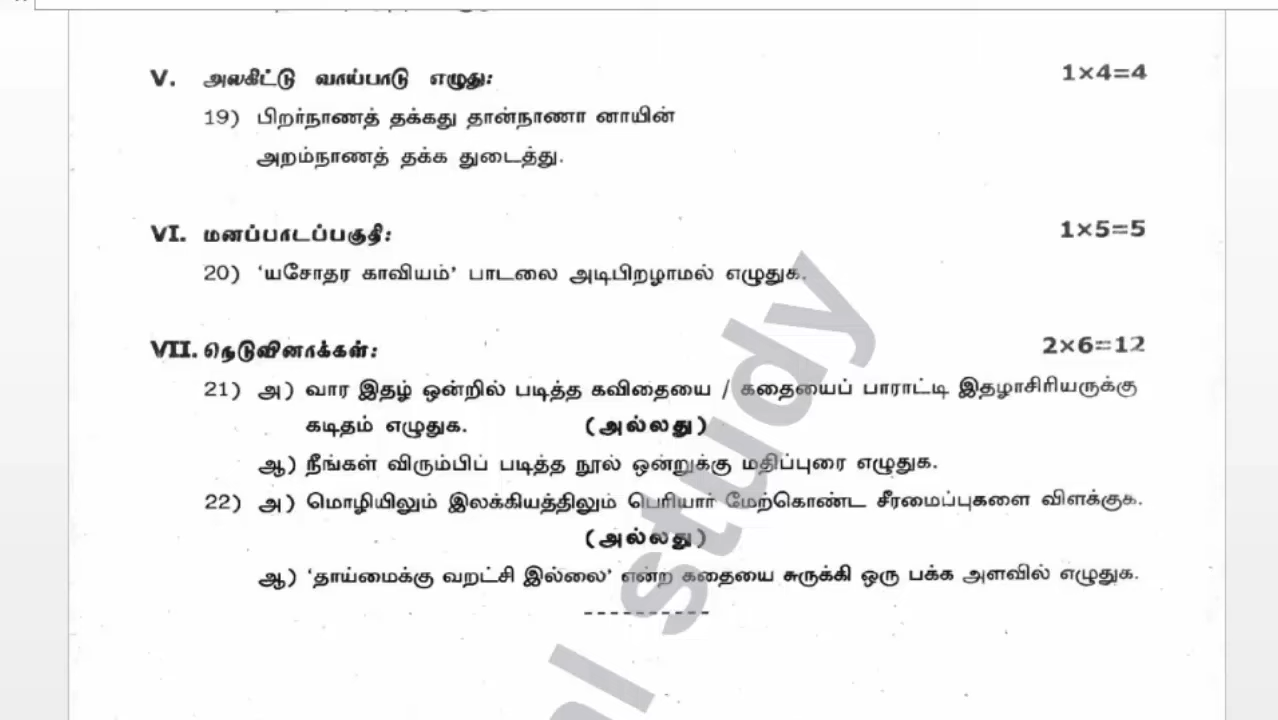 V. அலகிட்டு வாய்பாடு எழுது: 1×4=4
19) பிறர்நாணத் தக்கது தான்நாணா னாயின்
அறம்நாணத் தக்க துடைத்து.
VI. மனப்பாடப்பகுதி: 1×5=5
20) ‘யசோதர காவியம்’ பாடலை அடிபிறழாமல் எழுதுக.
VII. நெடுவினாக்கள்: 2×6=12
21) அ) வார இதழ் ஒன்றில் படித்த கவிதையை / கதையைப் பாராட்டி இதழாசிரியருக்கு
கடிதம் எழுதுக. (அல்லது)
ஆ) நீங்கள் விரும்பிப் படித்த நூல் ஒன்றுக்கு மதிப்புரை எழுதுக.
22) அ) மொழியிலும் இலக்கியத்திலும் பெரியார் மேற்கொண்ட சீரமைப்புகளை விளக்குக.
(அல்லது)
ஆ) ‘தாய்மைக்கு வறட்சி இல்லை’ என்ற கதையை சுருக்கி ஒரு பக்க அளவில் எழுதுக.
study